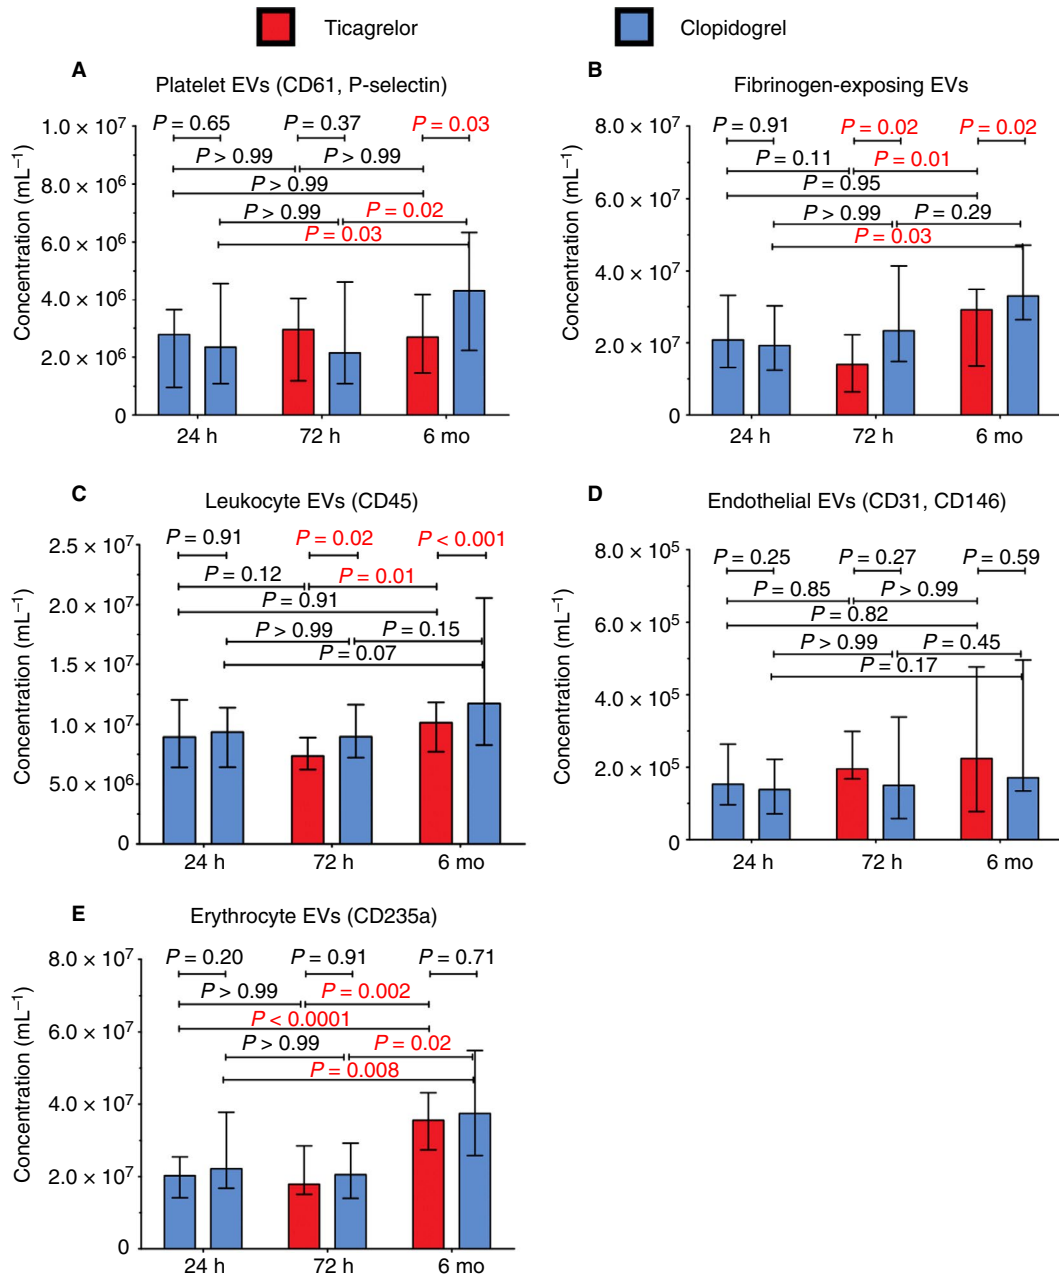 Ticagrelor
Clopidogrel
A
Platelet EVs (CD61, P-selectin)
Concentration (mL⁻¹)
1.0 × 10⁷
8.0 × 10⁶
6.0 × 10⁶
4.0 × 10⁶
2.0 × 10⁶
0
P = 0.65
P = 0.37
P = 0.03
P > 0.99
P > 0.99
P > 0.99
P > 0.99
P = 0.02
P = 0.03
24 h
72 h
6 mo
B
Fibrinogen-exposing EVs
Concentration (mL⁻¹)
8.0 × 10⁷
6.0 × 10⁷
4.0 × 10⁷
2.0 × 10⁷
0
P = 0.91
P = 0.02
P = 0.02
P = 0.11
P = 0.01
P = 0.95
P > 0.99
P = 0.29
P = 0.03
24 h
72 h
6 mo
C
Leukocyte EVs (CD45)
Concentration (mL⁻¹)
2.5 × 10⁷
2.0 × 10⁷
1.5 × 10⁷
1.0 × 10⁷
5.0 × 10⁶
0
P = 0.91
P = 0.02
P < 0.001
P = 0.12
P = 0.01
P = 0.91
P > 0.99
P = 0.15
P = 0.07
24 h
72 h
6 mo
D
Endothelial EVs (CD31, CD146)
Concentration (mL⁻¹)
8.0 × 10⁵
6.0 × 10⁵
4.0 × 10⁵
2.0 × 10⁵
0
P = 0.25
P = 0.27
P = 0.59
P = 0.85
P > 0.99
P = 0.82
P > 0.99
P = 0.45
P = 0.17
24 h
72 h
6 mo
E
Erythrocyte EVs (CD235a)
Concentration (mL⁻¹)
8.0 × 10⁷
6.0 × 10⁷
4.0 × 10⁷
2.0 × 10⁷
0
P = 0.20
P = 0.91
P = 0.71
P > 0.99
P = 0.002
P < 0.0001
P > 0.99
P = 0.02
P = 0.008
24 h
72 h
6 mo